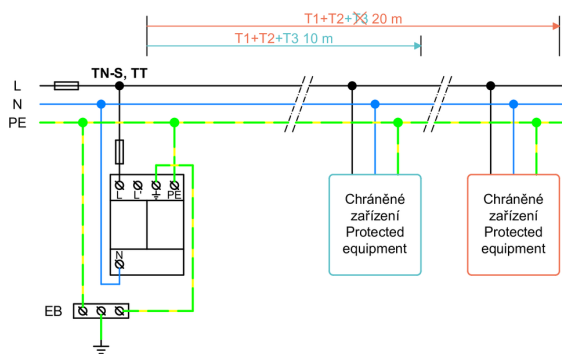 T1+T2+T3 20 m
T1+T2+T3 10 m
TN-S, TT
L
N
PE
L L' PE
N
EB
Chráněné
zařízení
Protected
equipment
Chráněné
zařízení
Protected
equipment